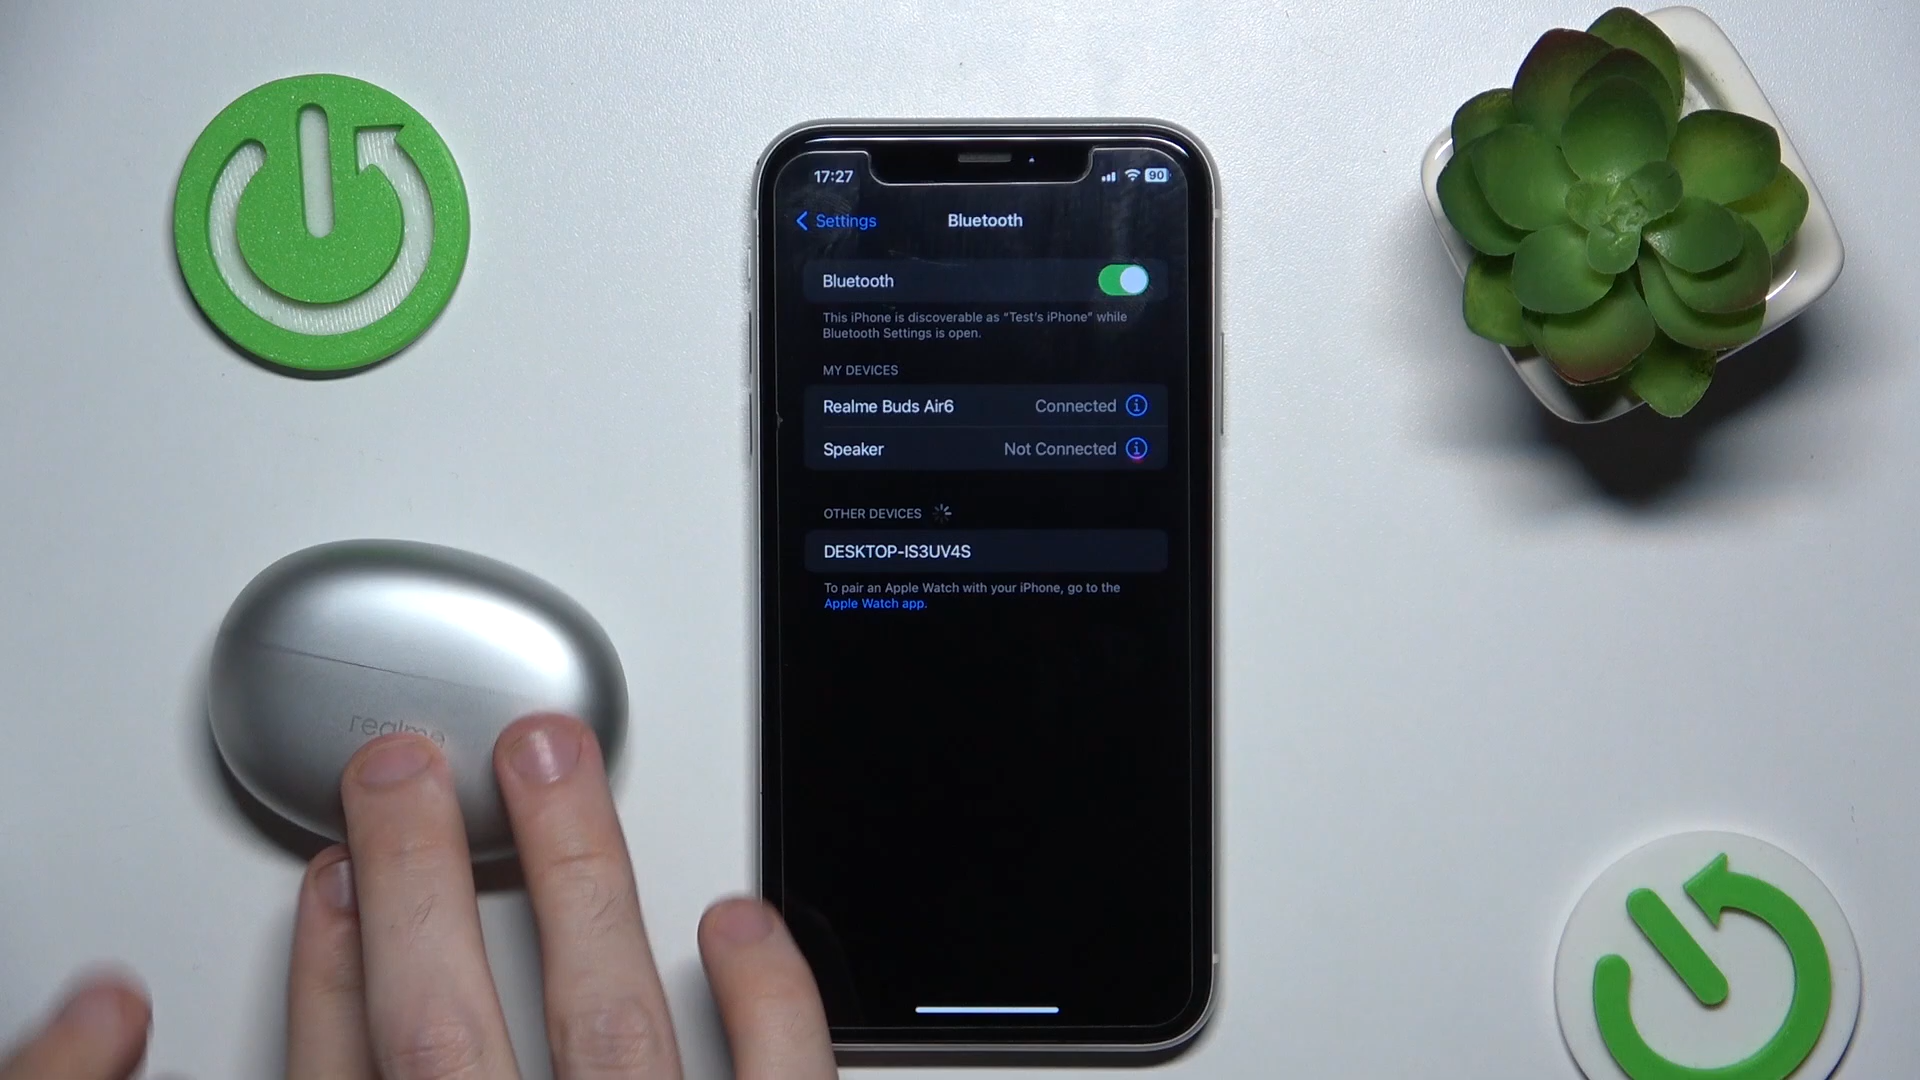 17:27
90
Settings
Bluetooth
Bluetooth
This iPhone is discoverable as “Test’s iPhone” while
Bluetooth Settings is open.
MY DEVICES
Realme Buds Air6 Connected
Speaker Not Connected
OTHER DEVICES
DESKTOP-IS3UV4S
To pair an Apple Watch with your iPhone, go to the
Apple Watch app.
realme